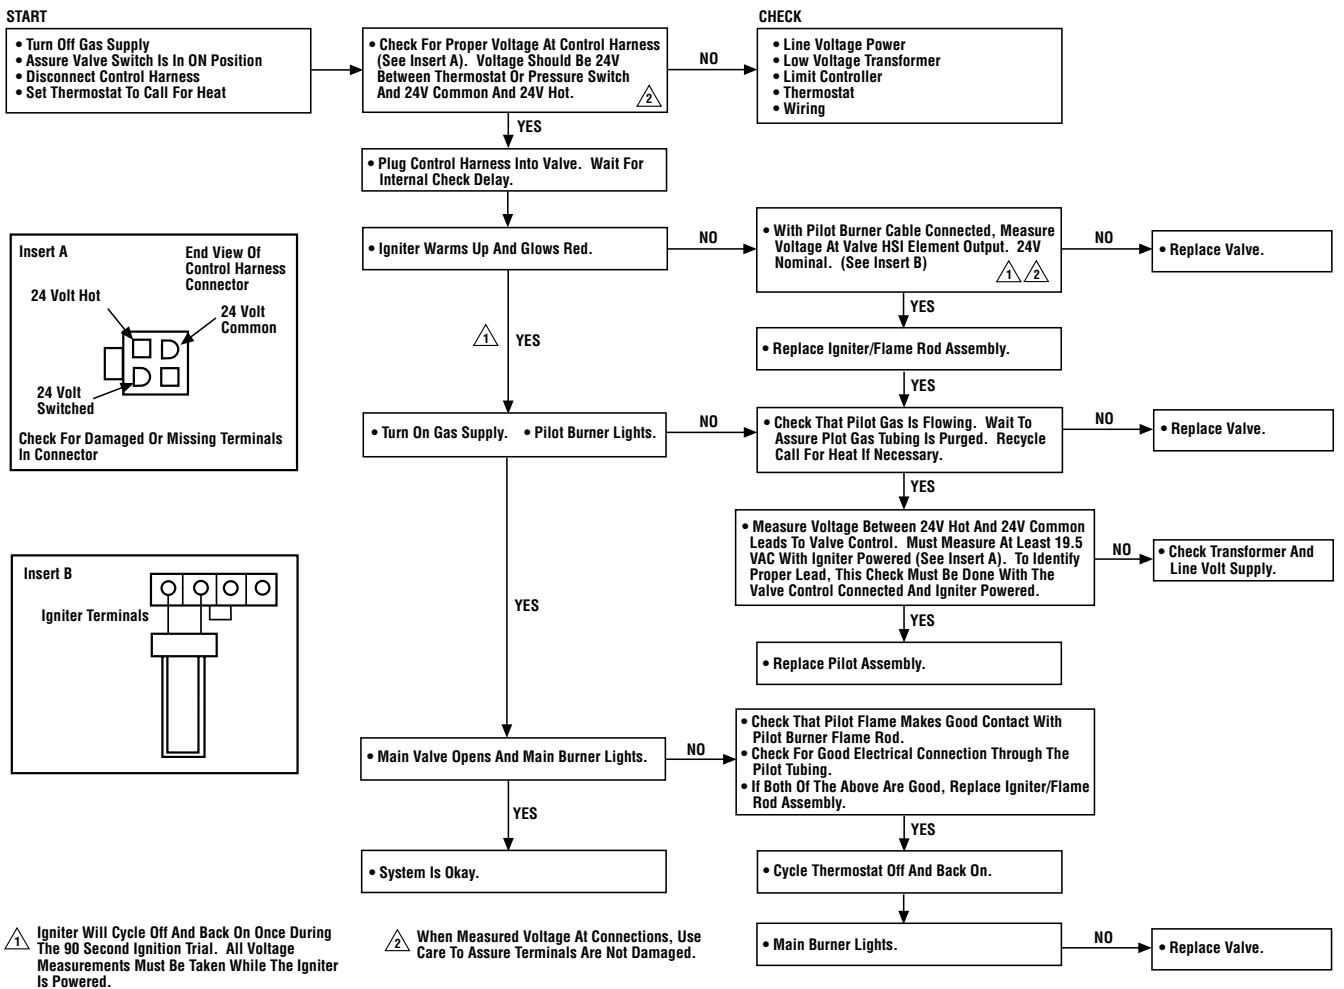 START
• Turn Off Gas Supply
• Assure Valve Switch Is In ON Position
• Disconnect Control Harness
• Set Thermostat To Call For Heat
• Check For Proper Voltage At Control Harness
(See Insert A).  Voltage Should Be 24V
Between Thermostat Or Pressure Switch
And 24V Common And 24V Hot.
2
NO
CHECK
• Line Voltage Power
• Low Voltage Transformer
• Limit Controller
• Thermostat
• Wiring
YES
• Plug Control Harness Into Valve.  Wait For
Internal Check Delay.
• Igniter Warms Up And Glows Red.
NO
• With Pilot Burner Cable Connected, Measure
Voltage At Valve HSI Element Output.  24V
Nominal.  (See Insert B)
1 2
NO
• Replace Valve.
YES
• Replace Igniter/Flame Rod Assembly.
YES
1
YES
• Turn On Gas Supply.   • Pilot Burner Lights.
NO
• Check That Pilot Gas Is Flowing.  Wait To
Assure Plot Gas Tubing Is Purged.  Recycle
Call For Heat If Necessary.
NO
• Replace Valve.
YES
• Measure Voltage Between 24V Hot And 24V Common
Leads To Valve Control.  Must Measure At Least 19.5
VAC With Igniter Powered (See Insert A).  To Identify
Proper Lead, This Check Must Be Done With The
Valve Control Connected And Igniter Powered.
NO
• Check Transformer And
Line Volt Supply.
YES
• Replace Pilot Assembly.
YES
• Main Valve Opens And Main Burner Lights.
NO
• Check That Pilot Flame Makes Good Contact With
Pilot Burner Flame Rod.
• Check For Good Electrical Connection Through The
Pilot Tubing.
• If Both Of The Above Are Good, Replace Igniter/Flame
Rod Assembly.
YES
• Cycle Thermostat Off And Back On.
• Main Burner Lights.
NO
• Replace Valve.
YES
• System Is Okay.
Insert A
End View Of
Control Harness
Connector
24 Volt Hot
24 Volt
Common
24 Volt
Switched
Check For Damaged Or Missing Terminals
In Connector
Insert B
Igniter Terminals
1 Igniter Will Cycle Off And Back On Once During
The 90 Second Ignition Trial.  All Voltage
Measurements Must Be Taken While The Igniter
Is Powered.
2 When Measured Voltage At Connections, Use
Care To Assure Terminals Are Not Damaged.